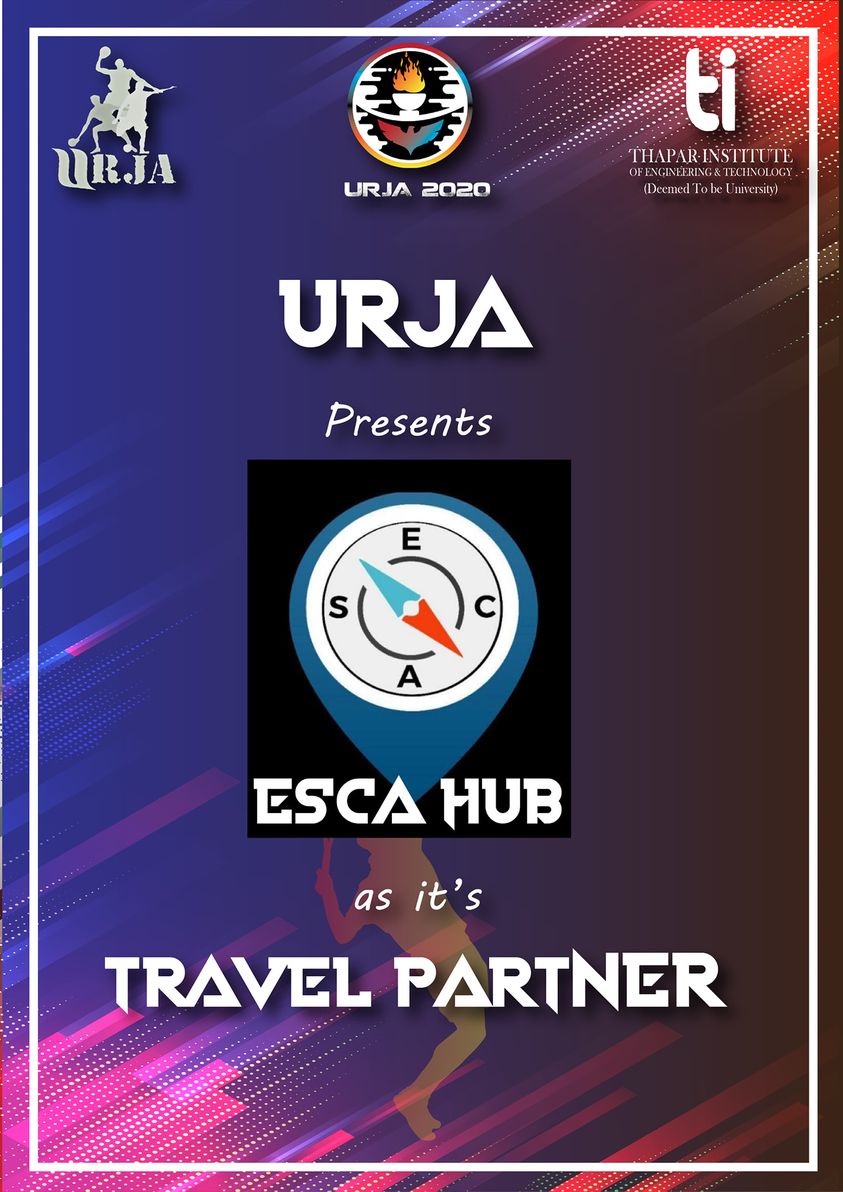 URJA
URJA 2020
ti
THAPAR INSTITUTE
OF ENGINEERING & TECHNOLOGY
(Deemed To be University)
URJA
Presents
E
S C
A
ESCA HUB
as it's
TRAVEL PARTNER